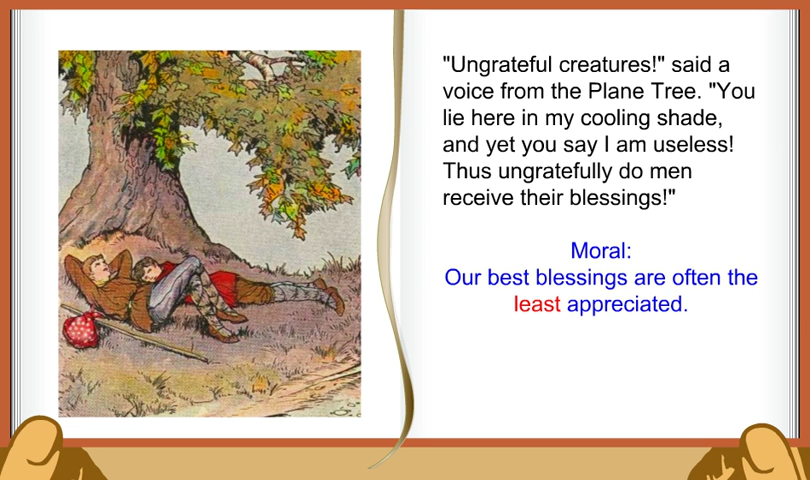 "Ungrateful creatures!" said a
voice from the Plane Tree. "You
lie here in my cooling shade,
and yet you say I am useless!
Thus ungratefully do men
receive their blessings!"
Moral:
Our best blessings are often the
least appreciated.